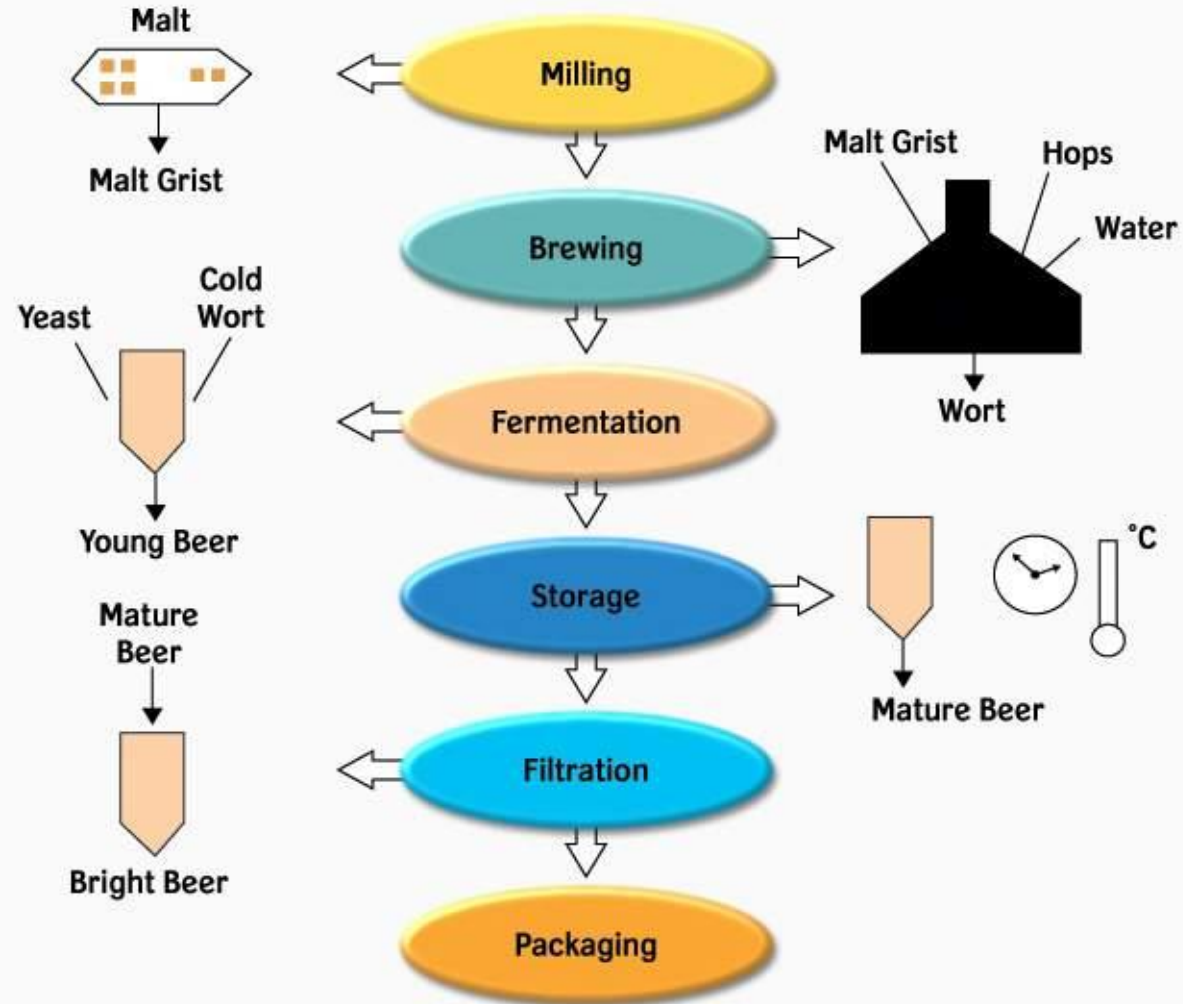 Malt
Milling
Malt Grist
Malt Grist
Hops
Water
Brewing
Wort
Yeast
Cold
Wort
Fermentation
Young Beer
Storage
°C
Mature Beer
Mature
Beer
Filtration
Bright Beer
Packaging